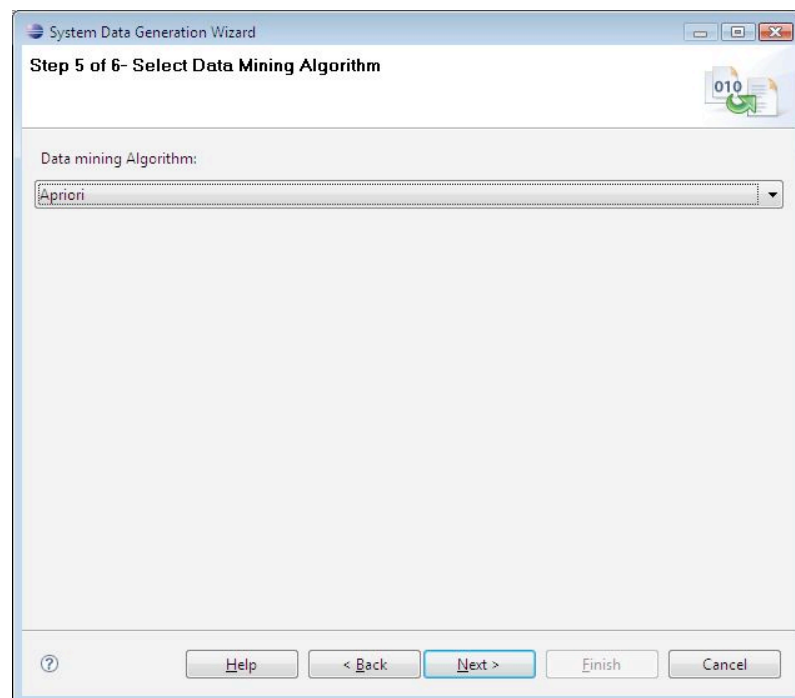 System Data Generation Wizard
Step 5 of 6- Select Data Mining Algorithm
010
Data mining Algorithm:
Apriori
?
Help
< Back
Next >
Finish
Cancel